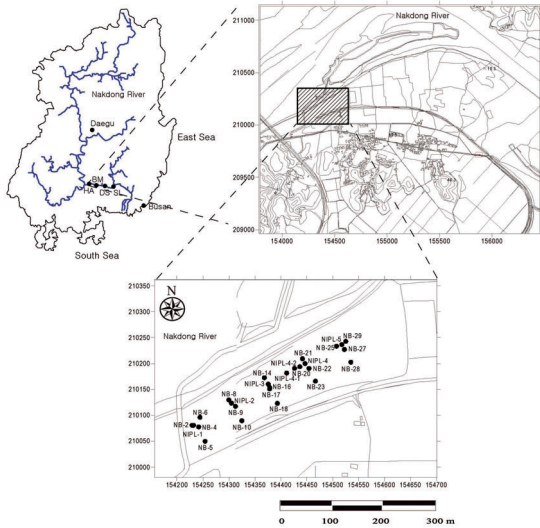 Nakdong River
Daegu
East Sea
BM
HA
DS
SL
Busan
South Sea
211000
210500
210000
209500
209000
Nakdong River
154000
154500
155000
155500
156000
210350
210300
210250
210200
210150
210100
210050
210000
N
Nakdong River
NB-29
NIPL-5
NB-25
NB-27
NB-21
NIPL-4-2
NIPL-4
NB-22
NB-28
NB-20
NB-14
NIPL-4-1
NIPL-3
NB-16
NB-23
NB-17
NB-8
NIPL-2
NB-18
NB-6
NB-9
NB-2
NB-4
NB-10
NIPL-1
NB-5
154200
154250
154300
154350
154400
154450
154500
154550
154600
154650
154700
0
100
200
300 m